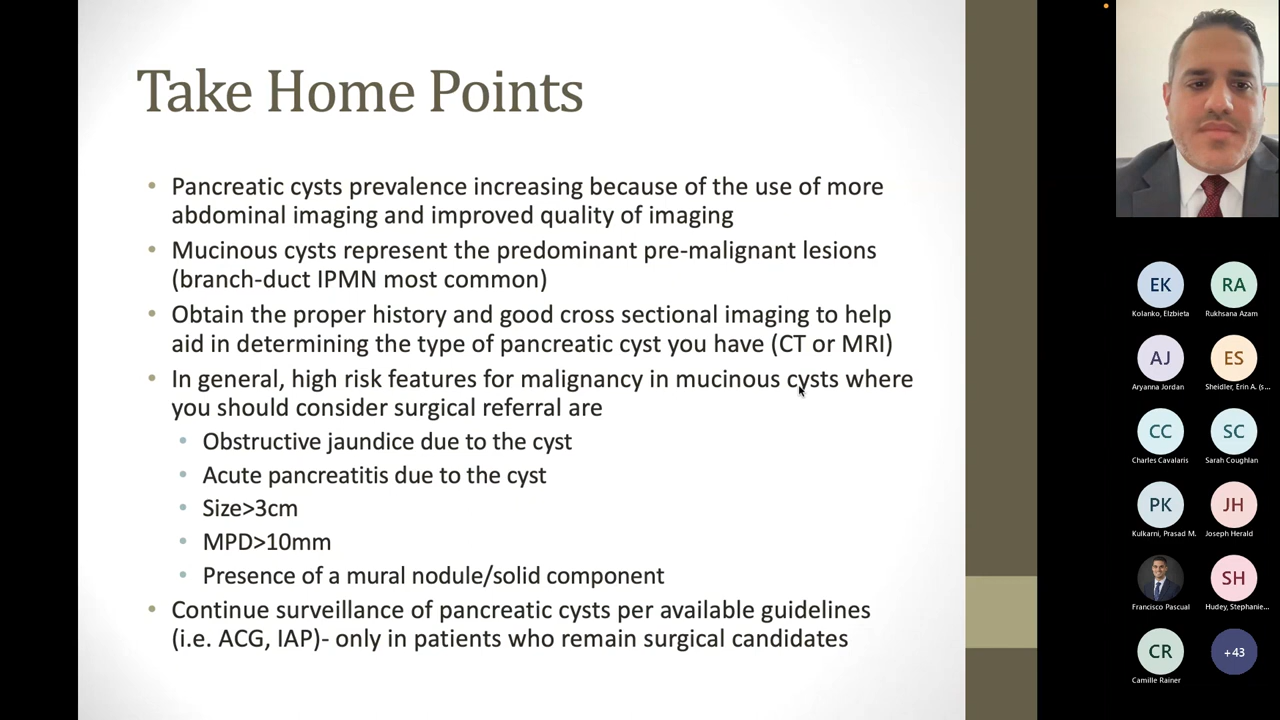 Take Home Points
• Pancreatic cysts prevalence increasing because of the use of more
abdominal imaging and improved quality of imaging
• Mucinous cysts represent the predominant pre-malignant lesions
(branch-duct IPMN most common)
• Obtain the proper history and good cross sectional imaging to help
aid in determining the type of pancreatic cyst you have (CT or MRI)
• In general, high risk features for malignancy in mucinous cysts where
you should consider surgical referral are
• Obstructive jaundice due to the cyst
• Acute pancreatitis due to the cyst
• Size>3cm
• MPD>10mm
• Presence of a mural nodule/solid component
• Continue surveillance of pancreatic cysts per available guidelines
(i.e. ACG, IAP)- only in patients who remain surgical candidates
EK
Kolanko, Elzbieta
RA
Rukhsana Azam
AJ
Aryanna Jordan
ES
Sheidler, Erin A. (s...
CC
Charles Cavalaris
SC
Sarah Coughlan
PK
Kulkarni, Prasad M.
JH
Joseph Herald
Francisco Pascual
SH
Hudey, Stephanie...
CR
Camille Rainer
+43